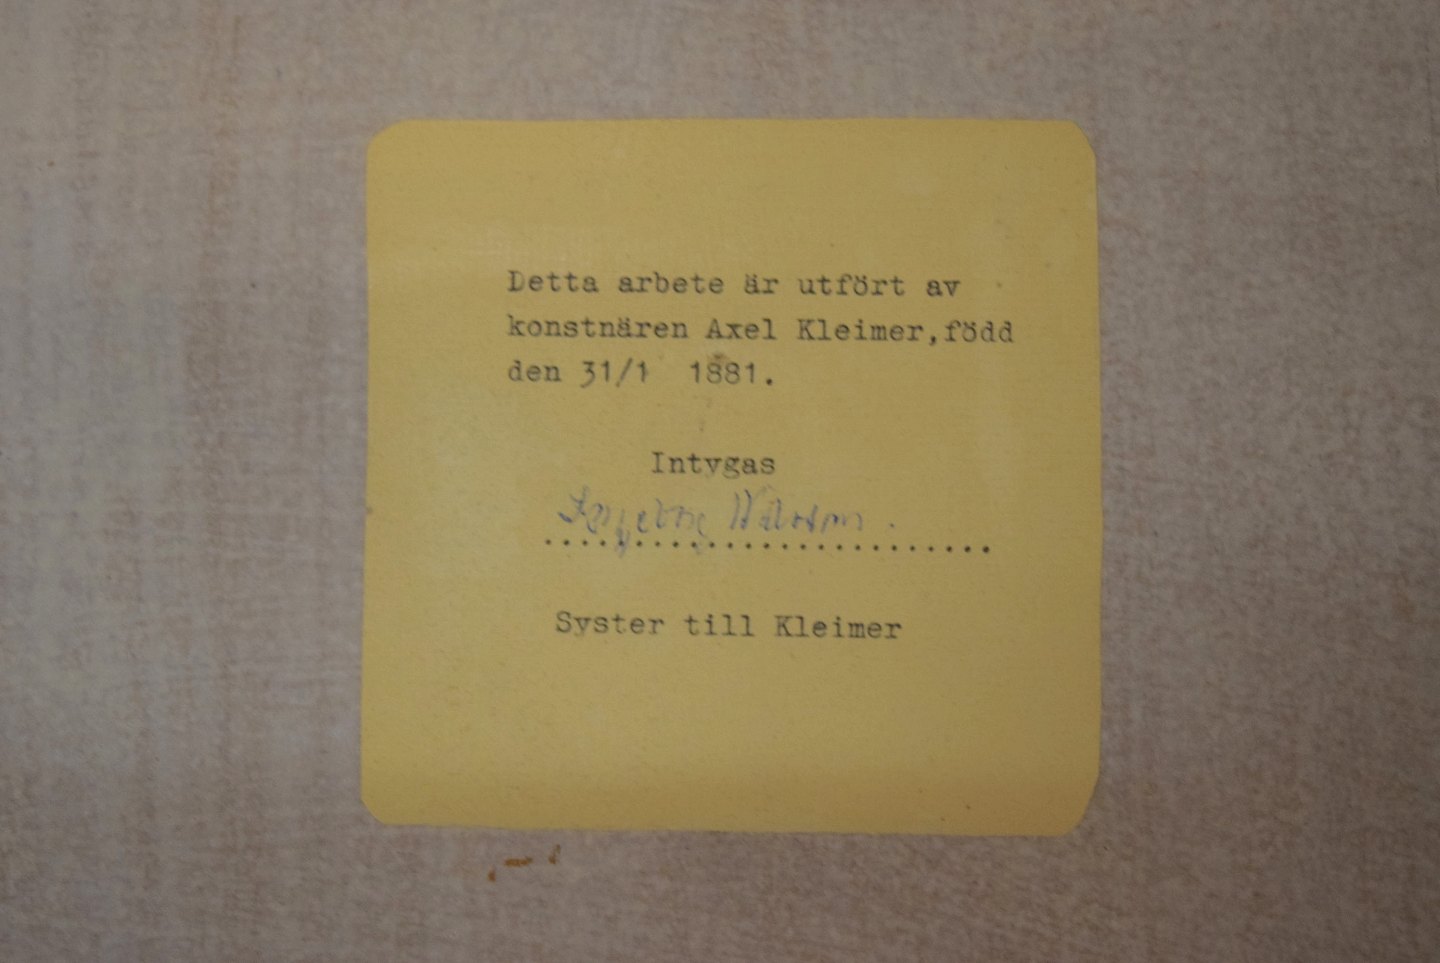 Detta arbete är utfört av
konstnären Axel Kleimer,född
den 31/1 1881.
Intygas
Syster till Kleimer